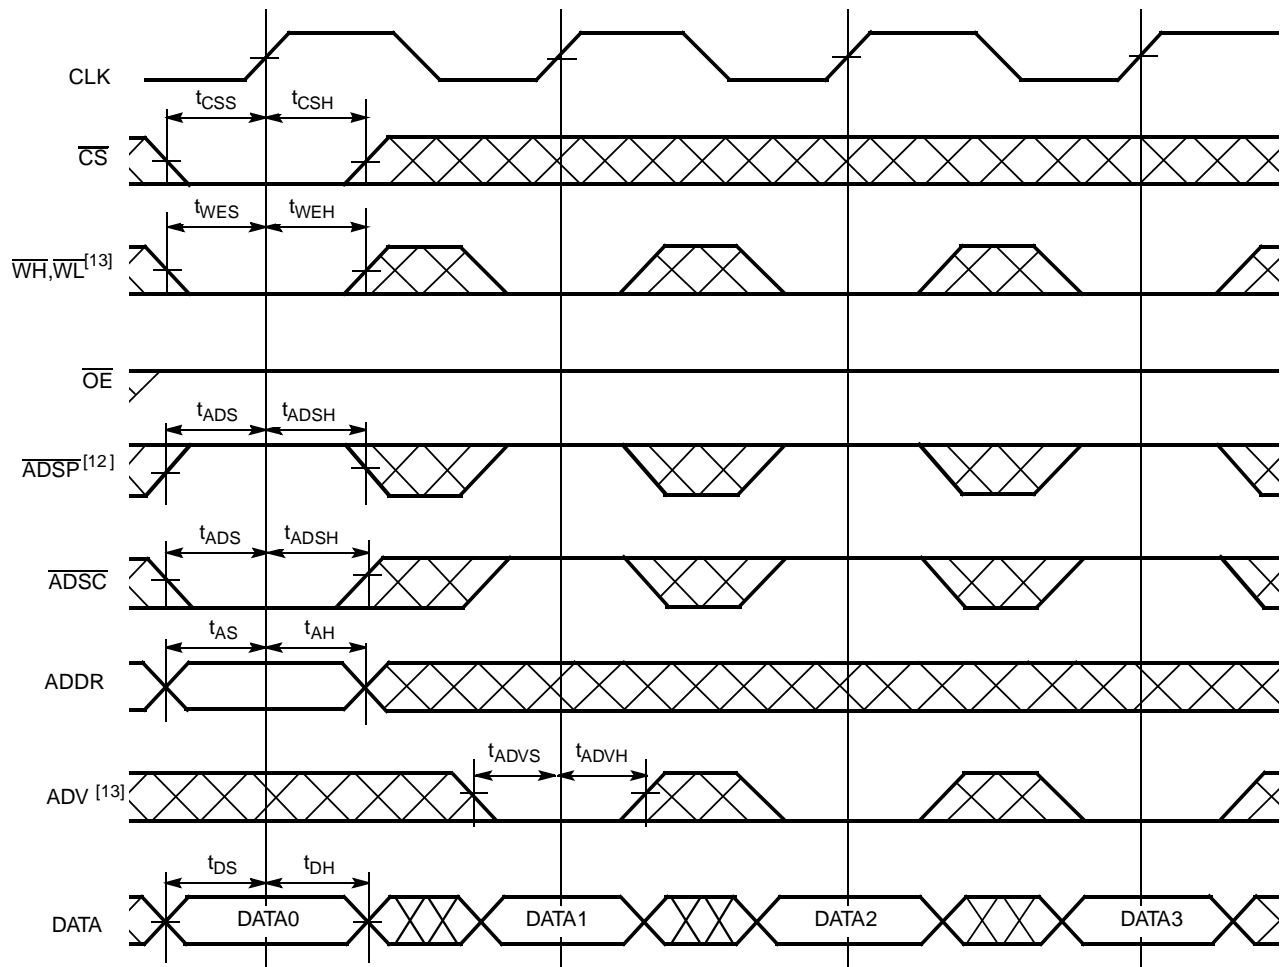 CLK
tCSS tCSH
CS
tWES tWEH
WH,WL[13]
OE
tADS tADSH
ADSP[12]
tADS tADSH
ADSC
tAS tAH
ADDR
tADVS tADVH
ADV [13]
tDS tDH
DATA DATA0 DATA1 DATA2 DATA3